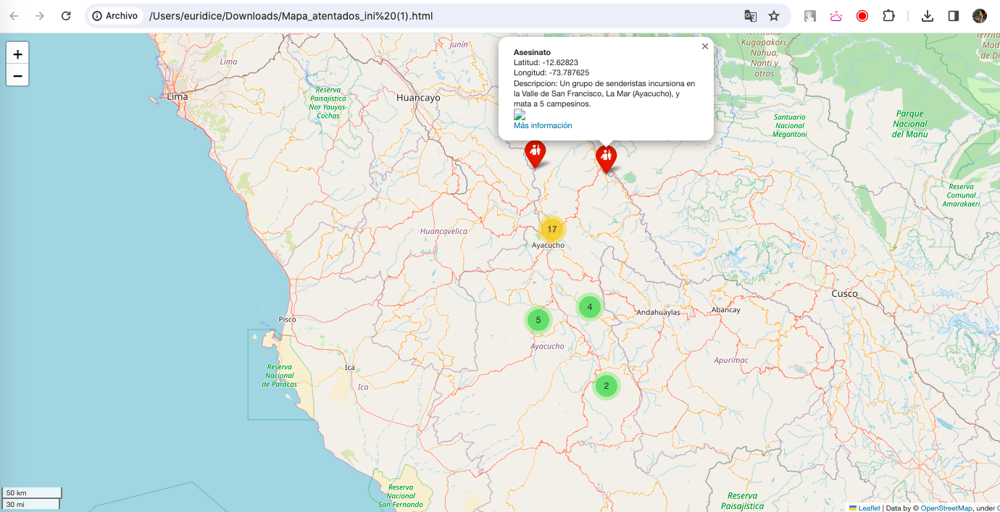 Archivo
/Users/euridice/Downloads/Mapa_atentados_ini%20(1).html
+
−
Junín
Lima
Lima
Reserva
Paisajística
Nor Yauyos-
Cochas
Huancayo
Asesinato
Latitud: -12.62823
Longitud: -73.787625
Descripcion: Un grupo de senderistas incursiona en
la Valle de San Francisco, La Mar (Ayacucho), y
mata a 5 campesinos.
Más información
×
Territorial
Kugapakori,
Nahua,
Nanti y
otros
Santuario
Nacional
Megantoni
Parque
Nacional
del Manu
Reserva
Comunal
Amarakaeri
Huancavelica
17
Ayacucho
4
5
Andahuaylas
Abancay
Cusco
Pisco
Ayacucho
Apurímac
Reserva
Nacional
de Paracas
Ica
Ica
2
Reserva
Nacional
San Fernando
Reserva
Paisajística
50 km
30 mi
Leaflet | Data by © OpenStreetMap, under